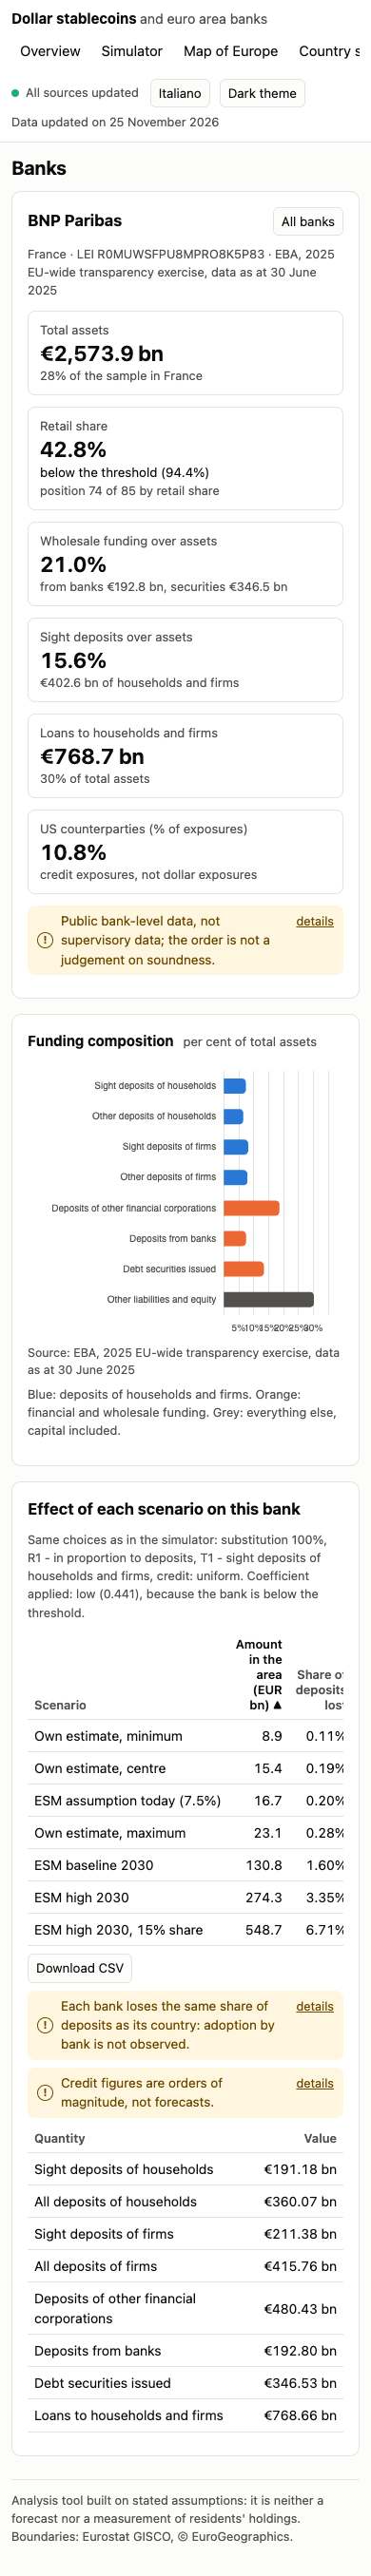 Dollar stablecoins and euro area banks
Overview Simulator Map of Europe Country s
All sources updated Italiano Dark theme
Data updated on 25 November 2026
Banks
BNP Paribas All banks
France · LEI R0MUWSFPU8MPRO8K5P83 · EBA, 2025
EU-wide transparency exercise, data as at 30 June
2025
Total assets
€2,573.9 bn
28% of the sample in France
Retail share
42.8%
below the threshold (94.4%)
position 74 of 85 by retail share
Wholesale funding over assets
21.0%
from banks €192.8 bn, securities €346.5 bn
Sight deposits over assets
15.6%
€402.6 bn of households and firms
Loans to households and firms
€768.7 bn
30% of total assets
US counterparties (% of exposures)
10.8%
credit exposures, not dollar exposures
Public bank-level data, not details
supervisory data; the order is not a
judgement on soundness.
Funding composition per cent of total assets
Sight deposits of households
Other deposits of households
Sight deposits of firms
Other deposits of firms
Deposits of other financial corporations
Deposits from banks
Debt securities issued
Other liabilities and equity
5% 10% 15% 20% 25% 30%
Source: EBA, 2025 EU-wide transparency exercise, data
as at 30 June 2025
Blue: deposits of households and firms. Orange:
financial and wholesale funding. Grey: everything else,
capital included.
Effect of each scenario on this bank
Same choices as in the simulator: substitution 100%,
R1 - in proportion to deposits, T1 - sight deposits of
households and firms, credit: uniform. Coefficient
applied: low (0.441), because the bank is below the
threshold.
Amount
in the
area Share of
(EUR deposits
Scenario bn) ▲ lost
Own estimate, minimum 8.9 0.11%
Own estimate, centre 15.4 0.19%
ESM assumption today (7.5%) 16.7 0.20%
Own estimate, maximum 23.1 0.28%
ESM baseline 2030 130.8 1.60%
ESM high 2030 274.3 3.35%
ESM high 2030, 15% share 548.7 6.71%
Download CSV
Each bank loses the same share of details
deposits as its country: adoption by
bank is not observed.
Credit figures are orders of details
magnitude, not forecasts.
Quantity Value
Sight deposits of households €191.18 bn
All deposits of households €360.07 bn
Sight deposits of firms €211.38 bn
All deposits of firms €415.76 bn
Deposits of other financial
corporations €480.43 bn
Deposits from banks €192.80 bn
Debt securities issued €346.53 bn
Loans to households and firms €768.66 bn
Analysis tool built on stated assumptions: it is neither a
forecast nor a measurement of residents' holdings.
Boundaries: Eurostat GISCO, © EuroGeographics.